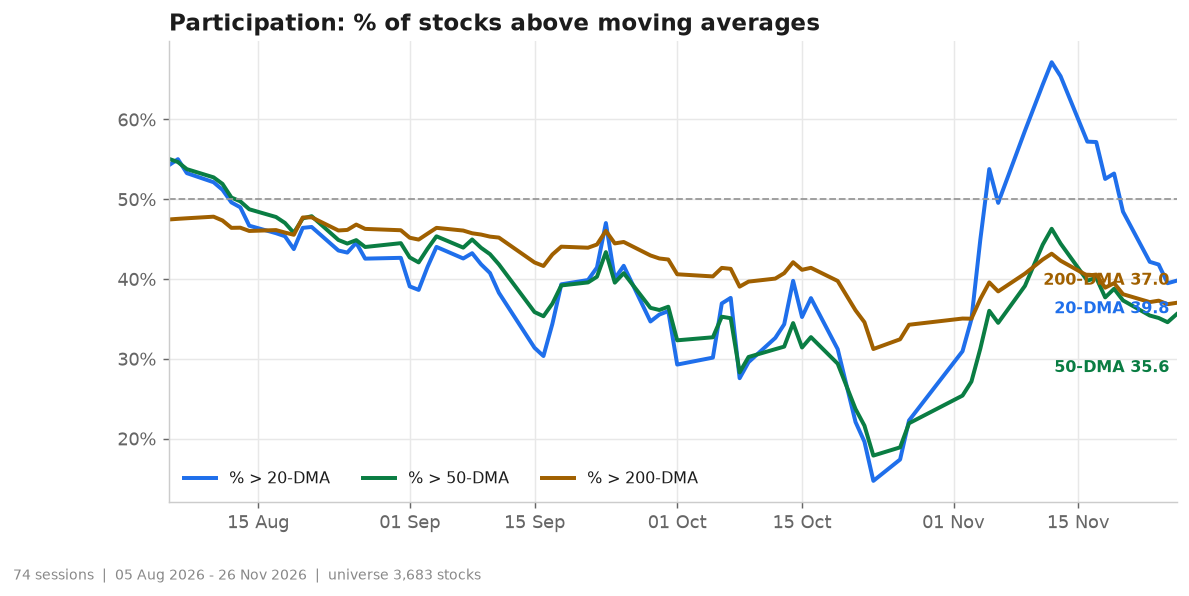 Participation: % of stocks above moving averages
60%
50%
40%
30%
20%
200-DMA 37.0
20-DMA 39.8
50-DMA 35.6
% > 20-DMA % > 50-DMA % > 200-DMA
15 Aug 01 Sep 15 Sep 01 Oct 15 Oct 01 Nov 15 Nov
74 sessions | 05 Aug 2026 - 26 Nov 2026 | universe 3,683 stocks